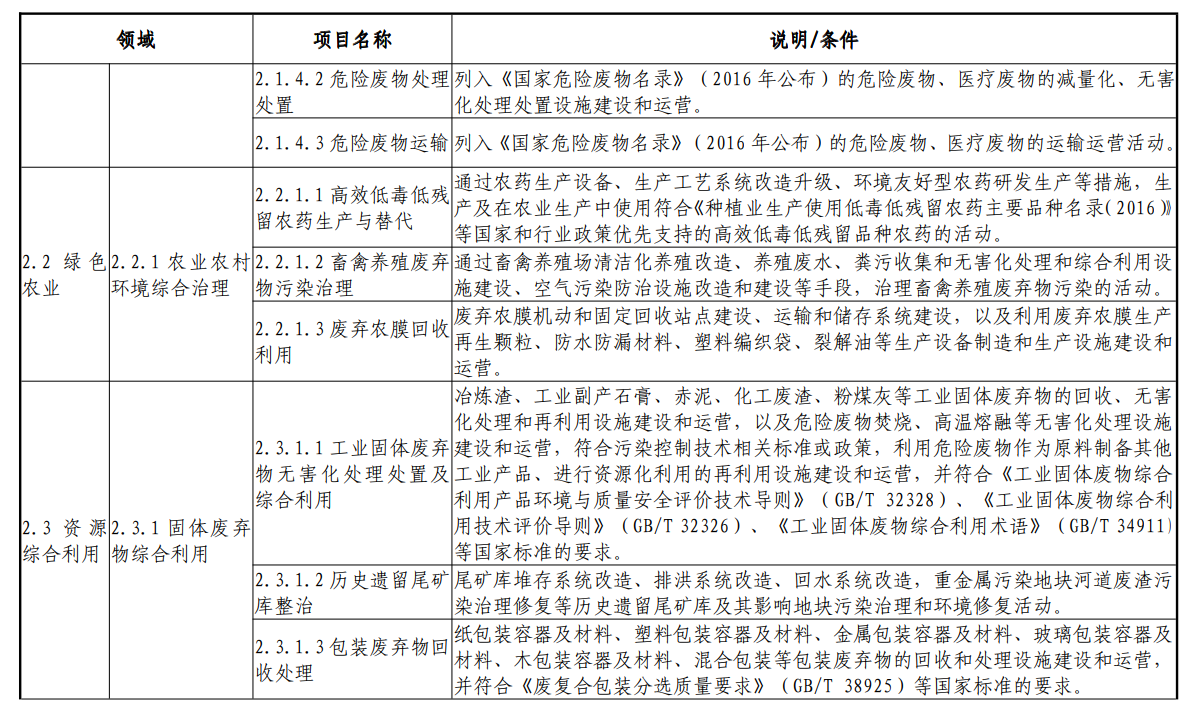 领域
项目名称
说明/条件
2.1.4.2 危险废物处理
处置
列入《国家危险废物名录》（2016 年公布）的危险废物、医疗废物的减量化、无害
化处理处置设施建设和运营。
2.1.4.3 危险废物运输
列入《国家危险废物名录》（2016 年公布）的危险废物、医疗废物的运输运营活动。
2.2 绿色
农业
2.2.1 农业农村
环境综合治理
2.2.1.1 高效低毒低残
留农药生产与替代
通过农药生产设备、生产工艺系统改造升级、环境友好型农药研发生产等措施，生
产及在农业生产中使用符合《种植业生产使用低毒低残留农药主要品种名录（2016）》
等国家和行业政策优先支持的高效低毒低残留品种农药的活动。
2.2.1.2 畜禽养殖废弃
物污染治理
通过畜禽养殖场清洁化养殖改造、养殖废水、粪污收集和无害化处理和综合利用设
施建设、空气污染防治设施改造和建设等手段，治理畜禽养殖废弃物污染的活动。
2.2.1.3 废弃农膜回收
利用
废弃农膜机动和固定回收站点建设、运输和储存系统建设，以及利用废弃农膜生产
再生颗粒、防水防漏材料、塑料编织袋、裂解油等生产设备制造和生产设施建设和
运营。
2.3 资源
综合利用
2.3.1 固体废弃
物综合利用
2.3.1.1 工业固体废弃
物无害化处理处置及
综合利用
冶炼渣、工业副产石膏、赤泥、化工废渣、粉煤灰等工业固体废弃物的回收、无害
化处理和再利用设施建设和运营，以及危险废物焚烧、高温熔融等无害化处理设施
建设和运营，符合污染控制技术相关标准或政策，利用危险废物作为原料制备其他
工业产品、进行资源化利用的再利用设施建设和运营，并符合《工业固体废物综合
利用产品环境与质量安全评价技术导则》（GB/T 32328）、《工业固体废物综合利
用技术评价导则》（GB/T 32326）、《工业固体废物综合利用术语》（GB/T 34911）
等国家标准的要求。
2.3.1.2 历史遗留尾矿
库整治
尾矿库堆存系统改造、排洪系统改造、回水系统改造，重金属污染地块河道废渣污
染治理修复等历史遗留尾矿库及其影响地块污染治理和环境修复活动。
2.3.1.3 包装废弃物回
收处理
纸包装容器及材料、塑料包装容器及材料、金属包装容器及材料、玻璃包装容器及
材料、木包装容器及材料、混合包装等包装废弃物的回收和处理设施建设和运营，
并符合《废复合包装分选质量要求》（GB/T 38925）等国家标准的要求。